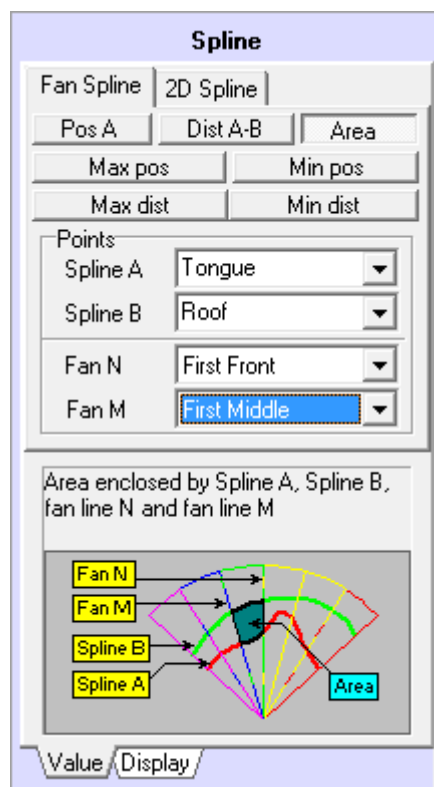 Spline
Fan Spline 2D Spline
Pos A Dist A-B Area
Max pos Min pos
Max dist Min dist
Points
Spline A Tongue
Spline B Roof
Fan N First Front
Fan M First Middle
Area enclosed by Spline A, Spline B,
fan line N and fan line M
Fan N
Fan M
Spline B
Spline A Area
Value Display